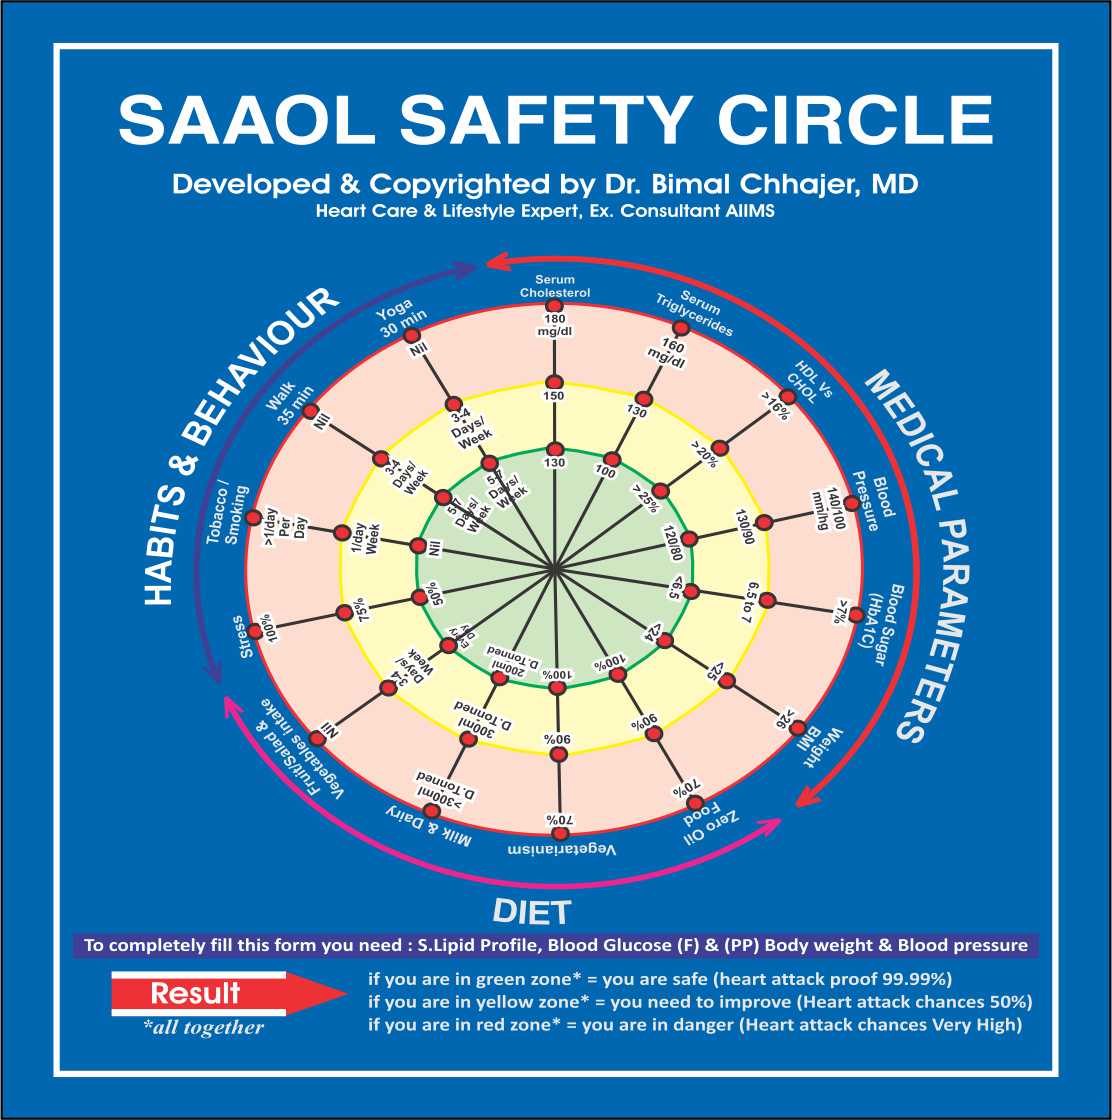 SAAOL SAFETY CIRCLE
Developed & Copyrighted by Dr. Bimal Chhajer, MD
Heart Care & Lifestyle Expert, Ex. Consultant AIIMS
HABITS & BEHAVIOUR
MEDICAL PARAMETERS
DIET
Serum
Cholesterol
180
mg/dl
150
130
Serum
Triglycerides
160
mg/dl
130
100
HDL Vs
CHOL
>16%
>20%
> 25%
Blood
Pressure
140/100
mm/hg
130/90
120/80
Blood Sugar
(HbA1C)
>7%
6.5 to 7
<6.5
Weight
BMI
>26
<25
<24
Zero Oil
Food
70%
90%
100%
Vegetarianism
70%
90%
100%
Milk & Dairy
>300ml
D.Tonned
300ml
D.Tonned
200ml
D.Tonned
Fruit/Salad &
Vegetables Intake
Nil
3-4
Days/
Week
Every
Day
Stress
100%
75%
50%
Tobacco /
Smoking
>1/day
Per
Day
1/day
Week
Nil
Walk
35 min
Nil
3-4
Days/
Week
5-7
Days/
Week
Yoga
30 min
Nil
3-4
Days/
Week
5-7
Days/
Week
To completely fill this form you need : S.Lipid Profile, Blood Glucose (F) & (PP) Body weight & Blood pressure
Result
*all together
if you are in green zone* = you are safe (heart attack proof 99.99%)
if you are in yellow zone* = you need to improve (Heart attack chances 50%)
if you are in red zone* = you are in danger (Heart attack chances Very High)